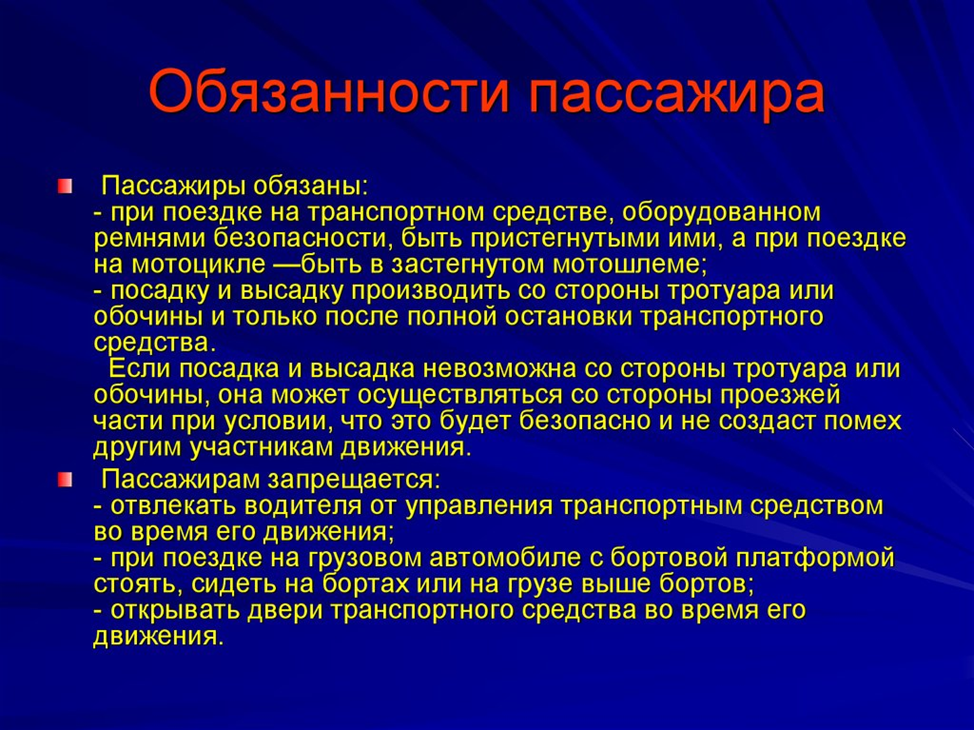 Обязанности пассажира
Пассажиры обязаны:
- при поездке на транспортном средстве, оборудованном
ремнями безопасности, быть пристегнутыми ими, а при поездке
на мотоцикле —быть в застегнутом мотошлеме;
- посадку и высадку производить со стороны тротуара или
обочины и только после полной остановки транспортного
средства.
Если посадка и высадка невозможна со стороны тротуара или
обочины, она может осуществляться со стороны проезжей
части при условии, что это будет безопасно и не создаст помех
другим участникам движения.
Пассажирам запрещается:
- отвлекать водителя от управления транспортным средством
во время его движения;
- при поездке на грузовом автомобиле с бортовой платформой
стоять, сидеть на бортах или на грузе выше бортов;
- открывать двери транспортного средства во время его
движения.